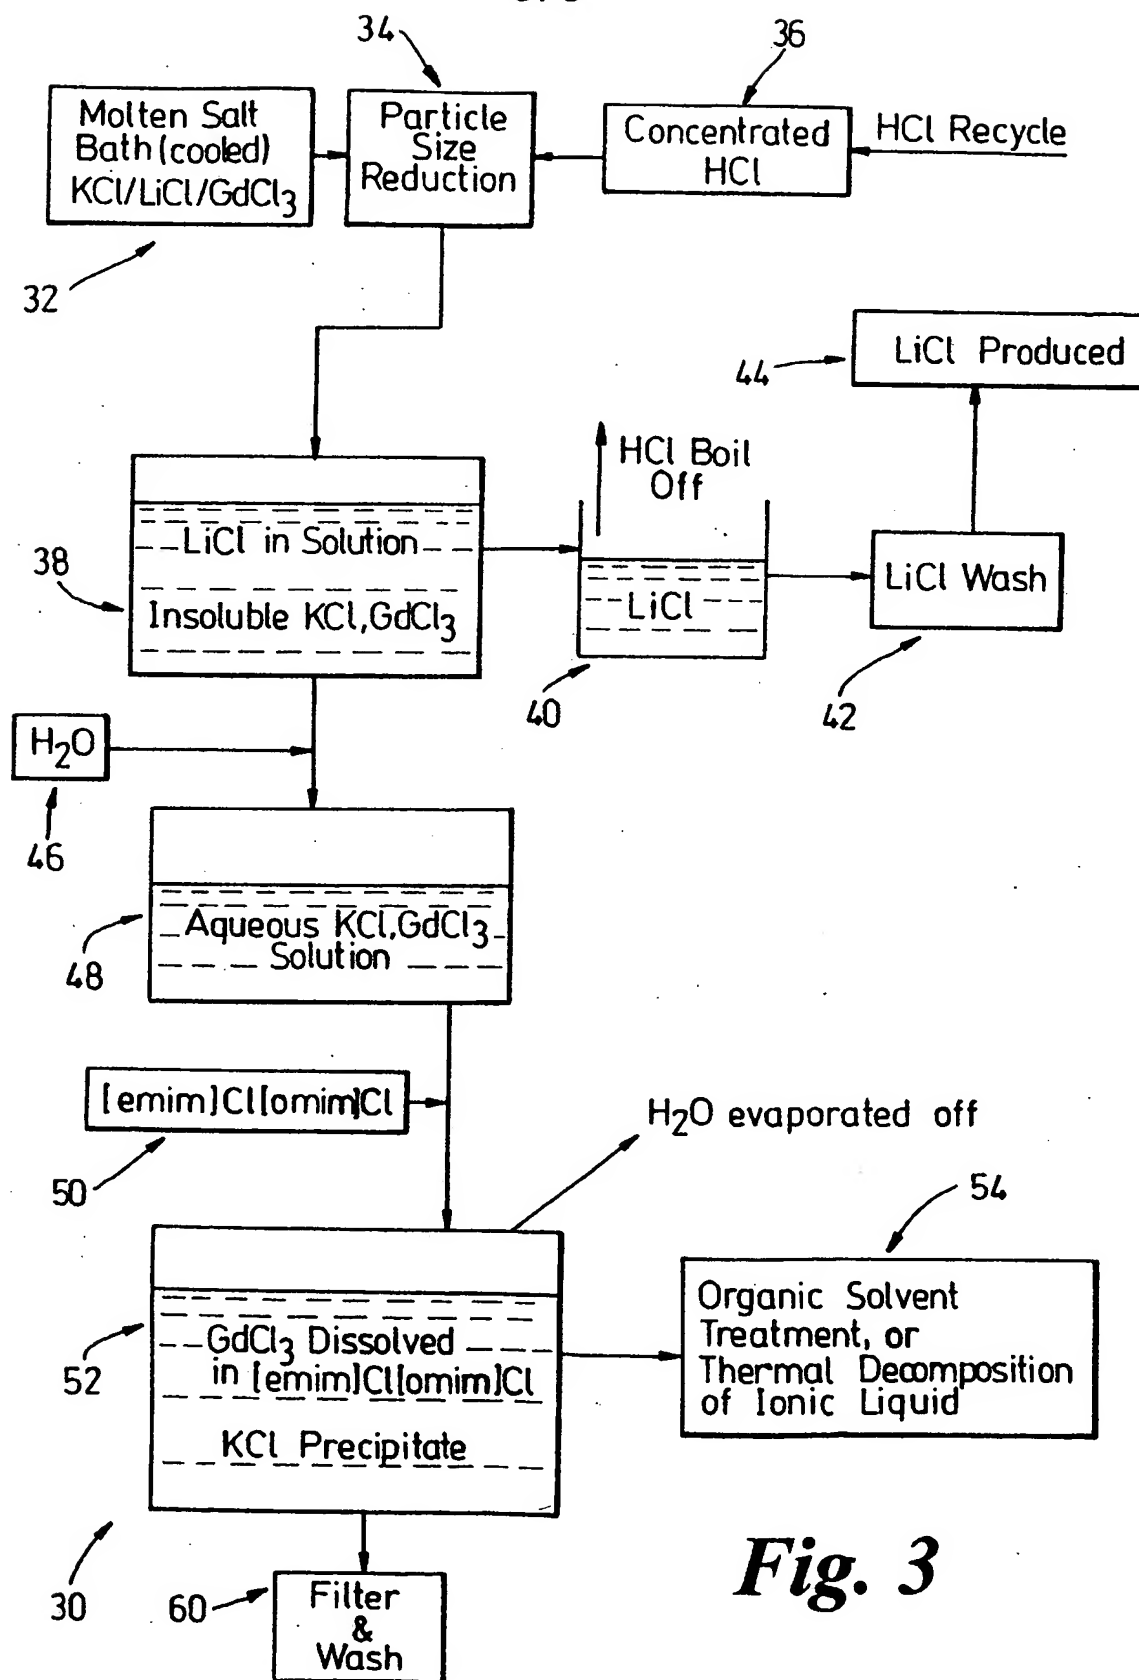 34
36
Molten Salt
Bath (cooled)
KCl/LiCl/GdCl₃
Particle
Size
Reduction
Concentrated
HCl
HCl Recycle
32
LiCl Produced
44
HCl Boil
Off
LiCl in Solution
Insoluble KCl, GdCl₃
38
LiCl
LiCl Wash
40
42
H₂O
46
Aqueous KCl, GdCl₃
Solution
48
[emim]Cl[omim]Cl
50
H₂O evaporated off
54
GdCl₃ Dissolved
in [emim]Cl[omim]Cl
KCl Precipitate
52
Organic Solvent
Treatment, or
Thermal Decomposition
of Ionic Liquid
30
60
Filter
&
Wash
Fig. 3